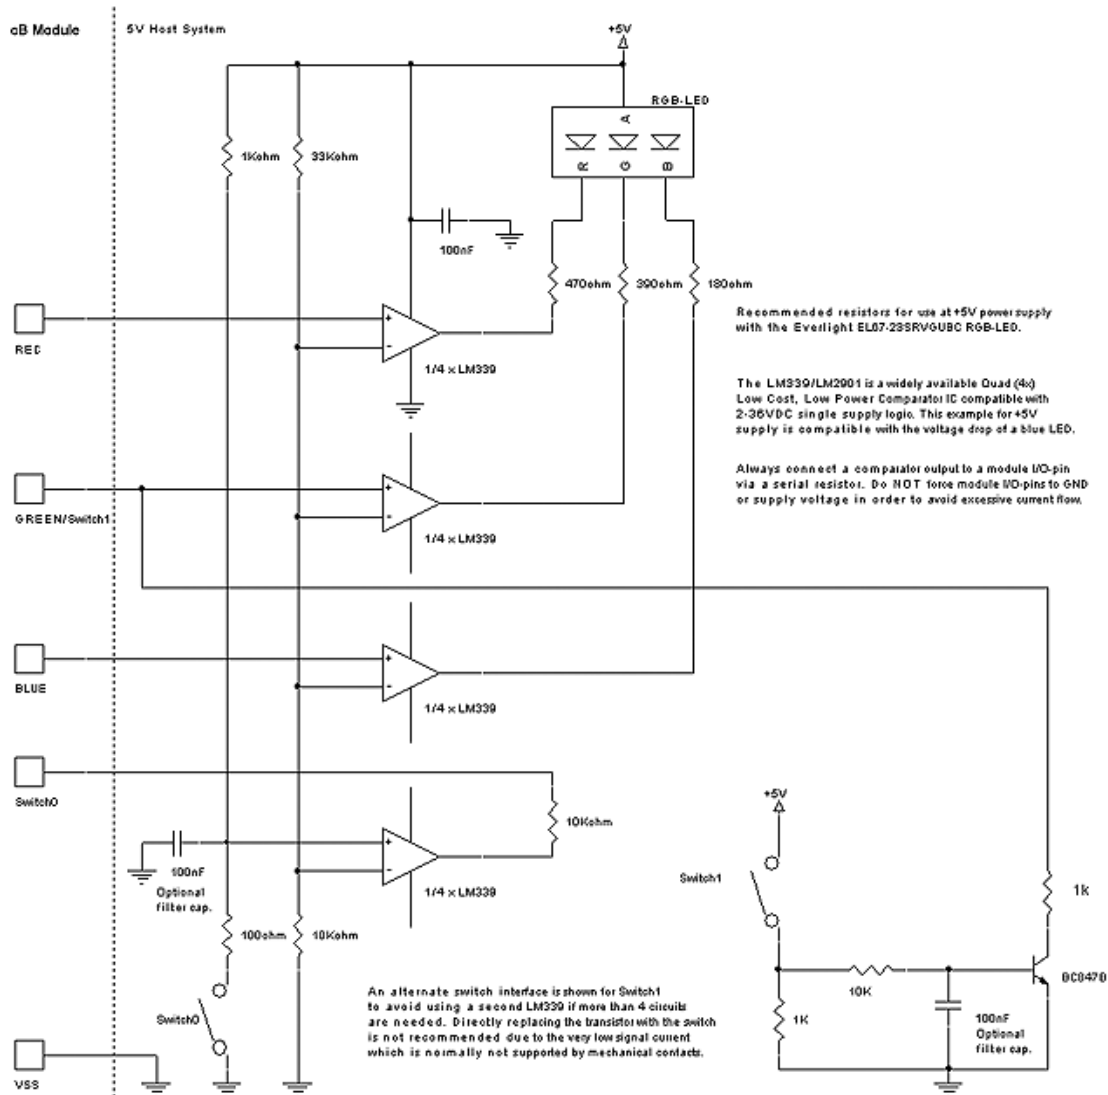 cB Module
5V Host System
+5V
RGB-LED
A
R
G
B
1Kohm
33Kohm
100nF
470ohm
390ohm
180ohm
Recommended resistors for use at +5V power supply
with the Everlight EL67-23SRVGUBC RGB-LED.
RED
+
-
1/4 x LM339
The LM339/LM2901 is a widely available Quad (4x)
Low Cost, Low Power Comparator IC compatible with
2-36VDC single supply logic. This example for +5V
supply is compatible with the voltage drop of a blue LED.
Always connect a comparator output to a module I/O-pin
via a serial resistor. Do NOT force module I/O-pins to GND
or supply voltage in order to avoid excessive current flow.
GREEN/Switch1
+
-
1/4 x LM339
BLUE
+
-
1/4 x LM339
Switch0
10Kohm
+5V
+
-
100nF
Optional
filter cap.
1/4 x LM339
Switch1
1k
100ohm
10Kohm
BC847B
10K
1K
100nF
Optional
filter cap.
An alternate switch interface is shown for Switch1
to avoid using a second LM339 if more than 4 circuits
are needed. Directly replacing the transistor with the switch
is not recommended due to the very low signal current
which is normally not supported by mechanical contacts.
Switch0
VSS